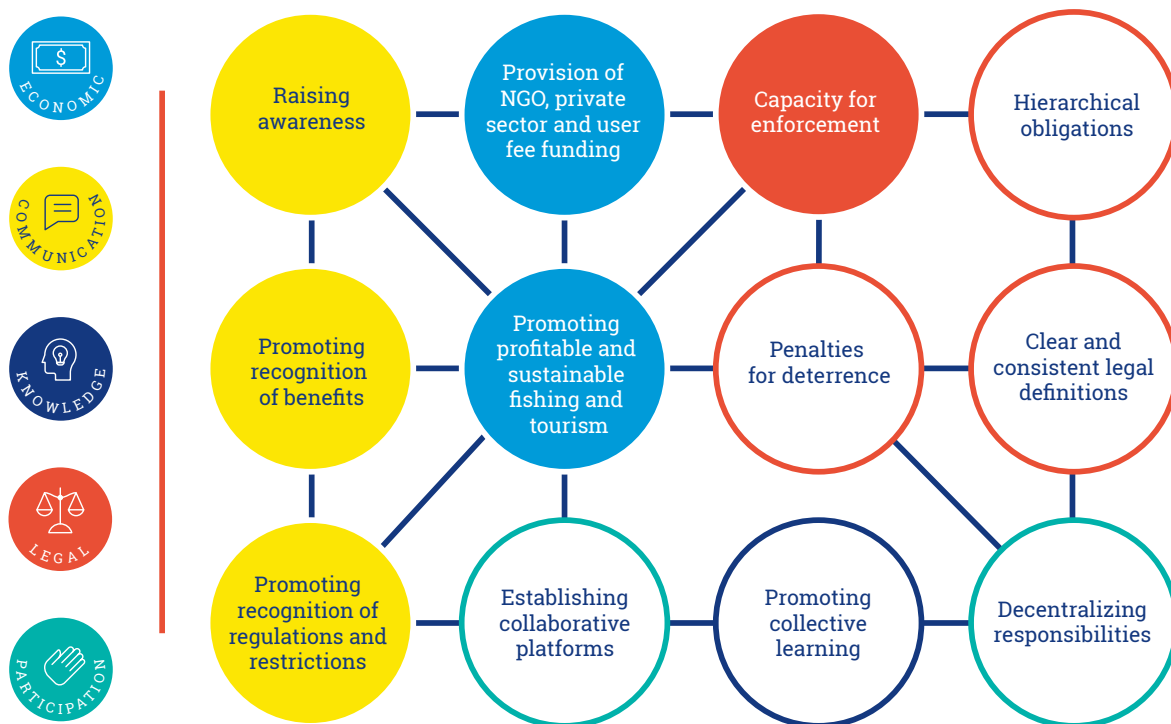 $
ECONOMIC
COMMUNICATION
KNOWLEDGE
LEGAL
PARTICIPATION
Raising
awareness
Provision of
NGO, private
sector and user
fee funding
Capacity for
enforcement
Hierarchical
obligations
Promoting
recognition
of benefits
Promoting
profitable and
sustainable
fishing and
tourism
Penalties
for deterrence
Clear and
consistent legal
definitions
Promoting
recognition of
regulations and
restrictions
Establishing
collaborative
platforms
Promoting
collective
learning
Decentralizing
responsibilities